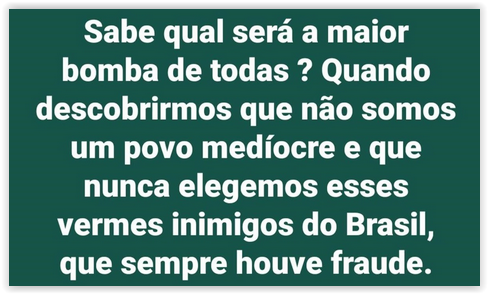 Sabe qual será a maior
bomba de todas ? Quando
descobrirmos que não somos
um povo medíocre e que
nunca elegemos esses
vermes inimigos do Brasil,
que sempre houve fraude.